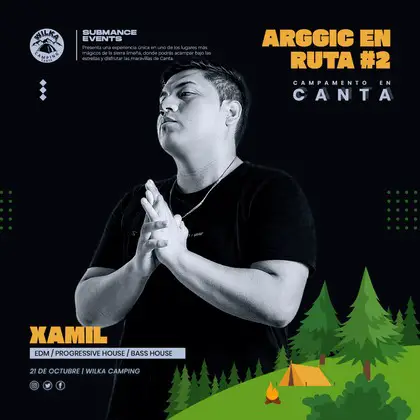 WILKA
CAMPING
SUBMANCE
EVENTS
Presenta una experiencia única en uno de los lugares más
mágicos de la sierra limeña, donde podrás acampar bajo las
estrellas y disfrutar las maravillas de Canta.
ARGGIC EN
RUTA #2
CAMPAMENTO EN
CANTA
XAMIL
EDM / PROGRESSIVE HOUSE / BASS HOUSE
21 DE OCTUBRE | WILKA CAMPING